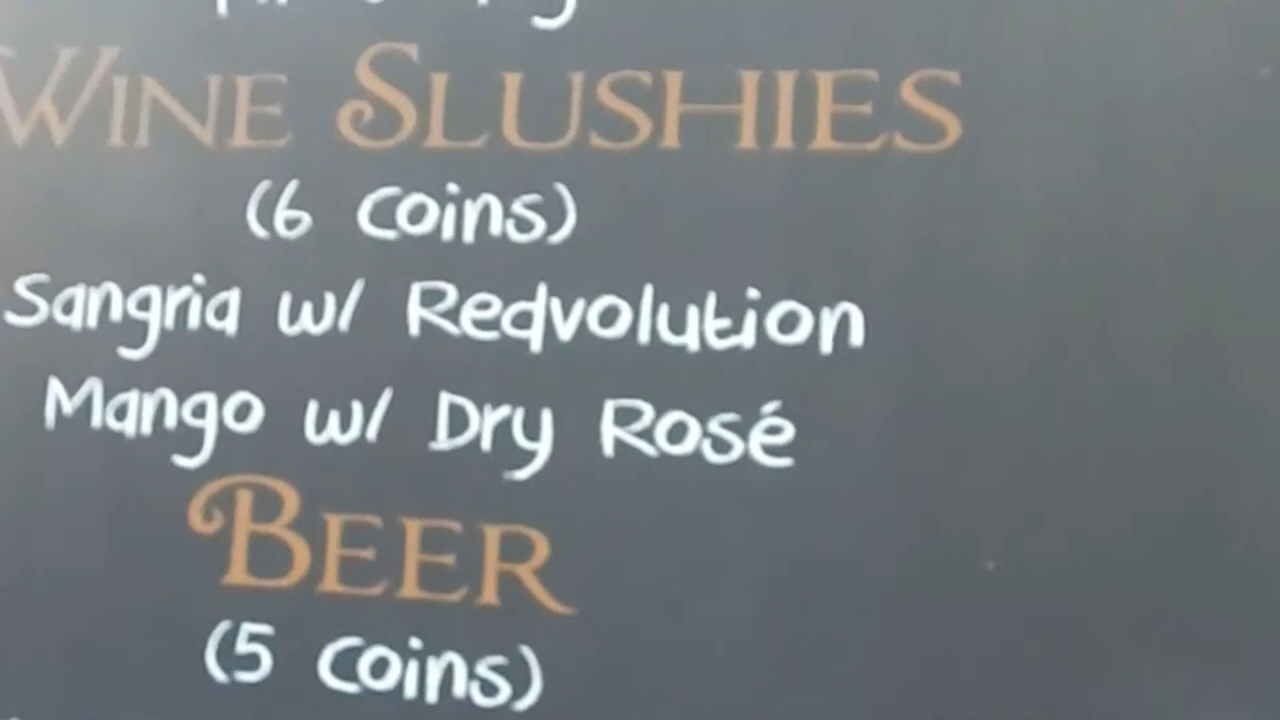 WINE SLUSHIES
(6 Coins)
Sangria w/ Redvolution
Mango w/ Dry Rosé
BEER
(5 Coins)